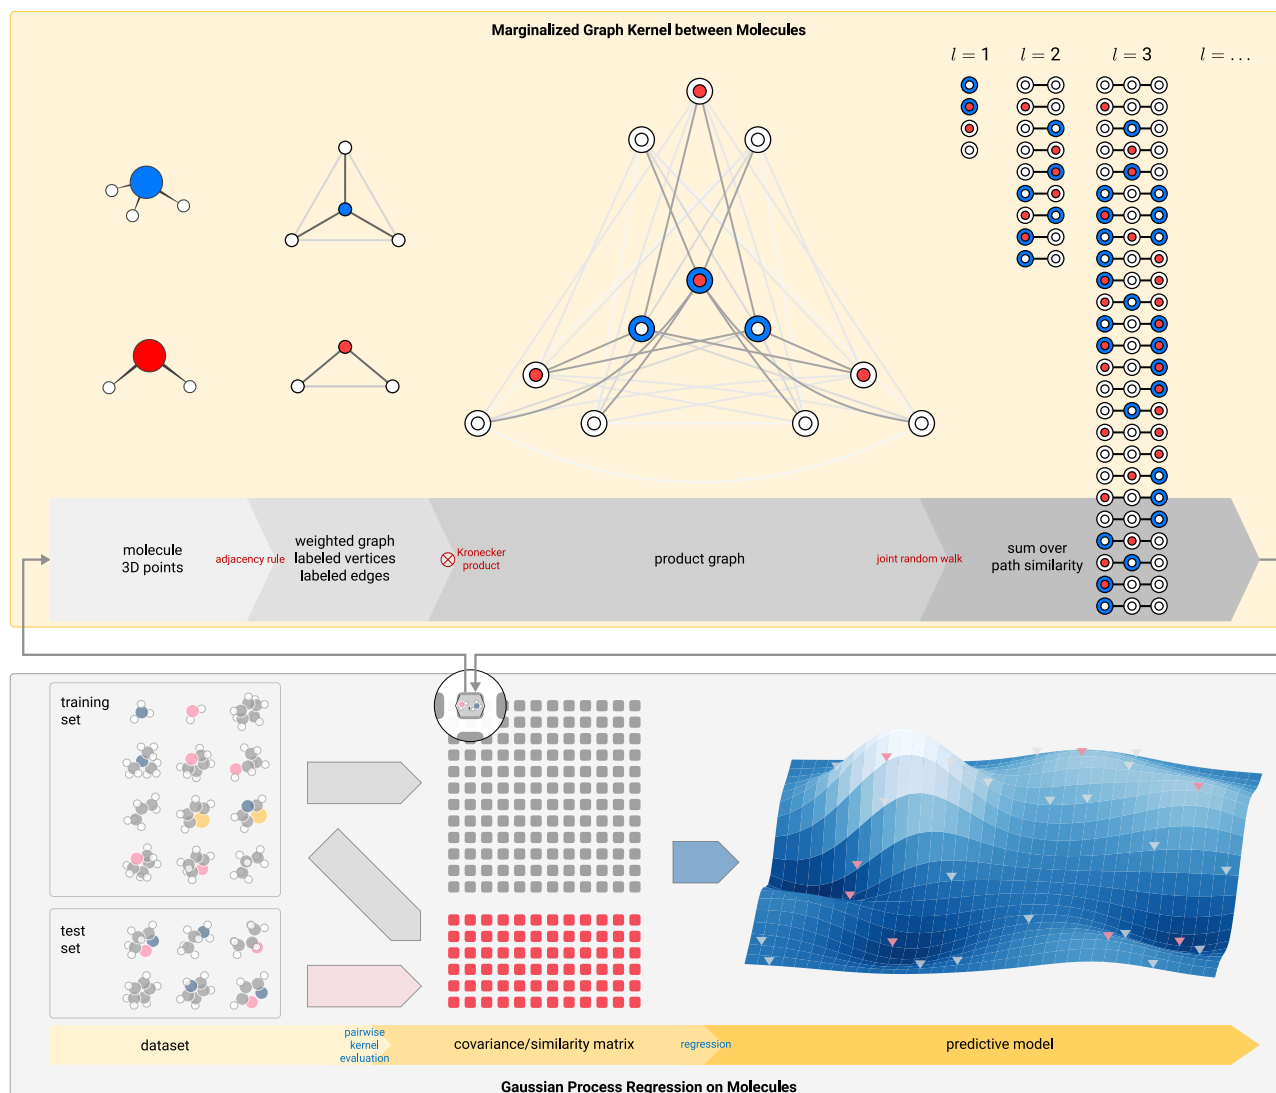 Marginalized Graph Kernel between Molecules
l = 1
l = 2
l = 3
l = ...
molecule
3D points
adjacency rule
weighted graph
labeled vertices
labeled edges
Kronecker
product
product graph
joint random walk
sum over
path similarity
training
set
test
set
dataset
pairwise
kernel
evaluation
covariance/similarity matrix
regression
predictive model
Gaussian Process Regression on Molecules